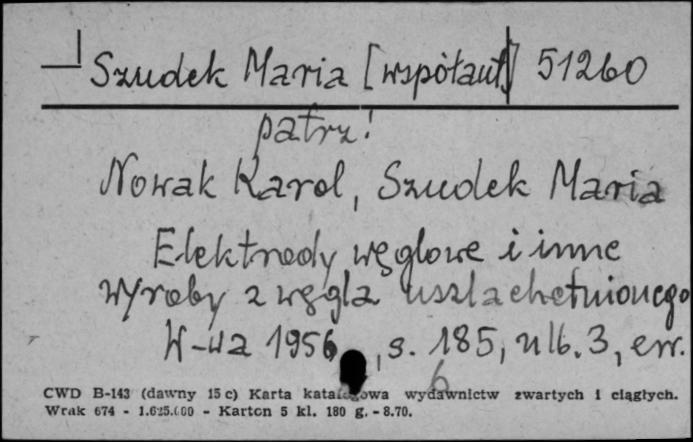 Szudek Maria [współaut.] 51260
patrz!
Nowak Karol, Szudek Maria
Elektrody węglowe i inne
wyroby z węgla uszlachetnionego
W-wa 1956, s. 185, nlb. 3, err.
6
CWD B-143 (dawny 15 c) Karta katalogowa wydawnictw zwartych i ciągłych.
Wrak 674 - 1.625.000 - Karton 5 kl. 180 g. - 8.70.